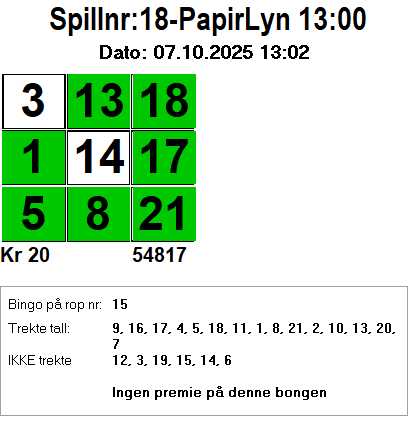 Spillnr:18-PapirLyn 13:00
Dato: 07.10.2025 13:02
3 13 18
1 14 17
5 8 21
Kr 20 54817
Bingo på rop nr: 15
Trekte tall: 9, 16, 17, 4, 5, 18, 11, 1, 8, 21, 2, 10, 13, 20,
7
IKKE trekte 12, 3, 19, 15, 14, 6
Ingen premie på denne bongen